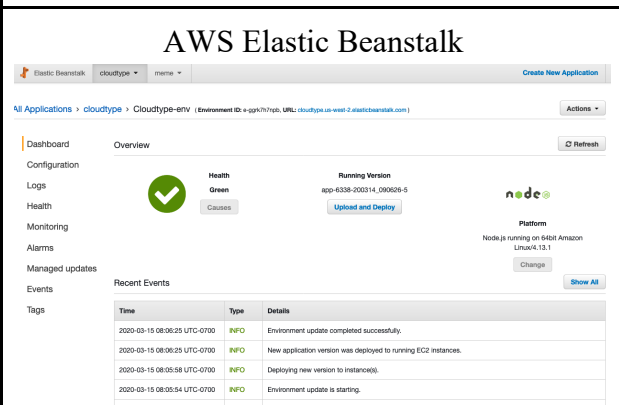 AWS Elastic Beanstalk
Elastic Beanstalk cloudtype meme Create New Application
All Applications > cloudtype > Cloudtype-env ( Environment ID: e-ggrk7h7npb, URL: cloudtype.us-west-2.elasticbeanstalk.com ) Actions
Dashboard Overview Refresh
Configuration
Logs
Health
Monitoring
Alarms
Managed updates
Events
Tags
Health
Green
Causes
Running Version
app-6338-200314_090626-5
Upload and Deploy
node
Platform
Node.js running on 64bit Amazon
Linux/4.13.1
Change
Recent Events Show All
Time Type Details
2020-03-15 08:06:25 UTC-0700 INFO Environment update completed successfully.
2020-03-15 08:06:25 UTC-0700 INFO New application version was deployed to running EC2 instances.
2020-03-15 08:05:58 UTC-0700 INFO Deploying new version to instance(s).
2020-03-15 08:05:54 UTC-0700 INFO Environment update is starting.